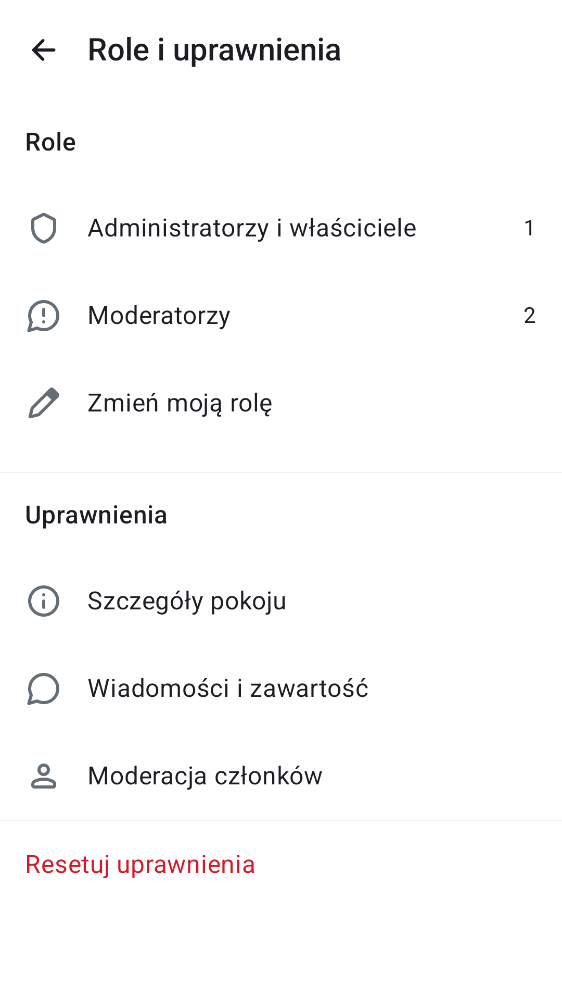 Role i uprawnienia
Role
Administratorzy i właściciele 1
Moderatorzy 2
Zmień moją rolę
Uprawnienia
Szczegóły pokoju
Wiadomości i zawartość
Moderacja członków
Resetuj uprawnienia